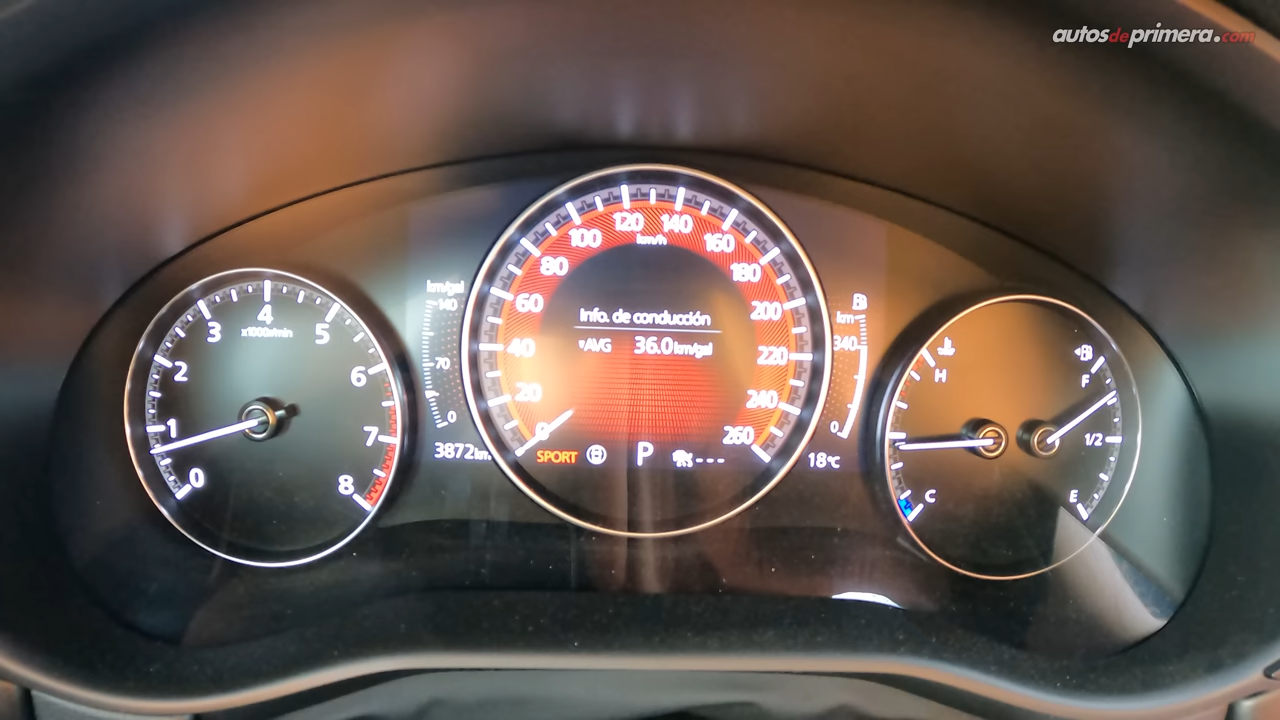 autosdeprimera.com
0
1
2
3
4
5
6
7
8
x1000r/min
km/gal
140
70
0
3872km
0
20
40
60
80
100
120
140
160
180
200
220
240
260
km/h
Info. de conducción
AVG 36.0 km/gal
SPORT P ---
km
340
0
18°C
H
C
F
1/2
E